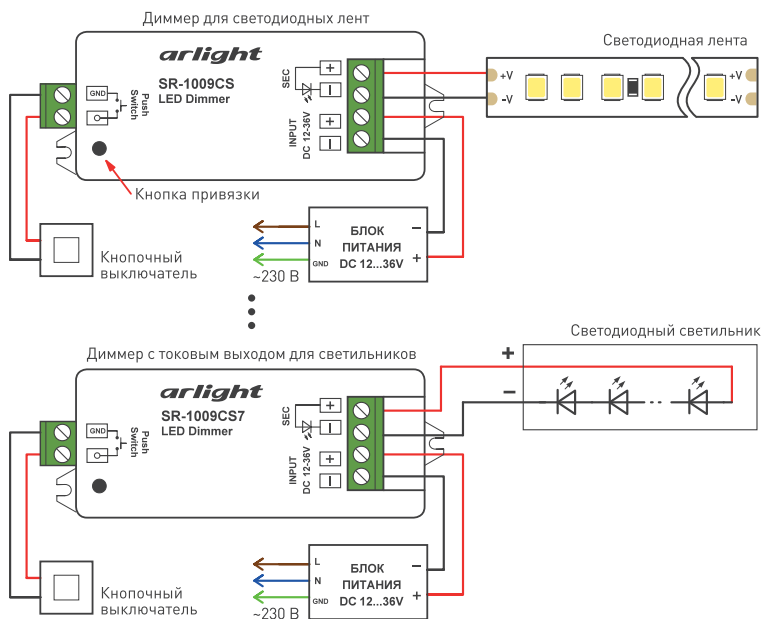 Диммер для светодиодных лент
arlight
SR-1009CS
LED Dimmer
GND
Push
Switch
SEC
+
−
INPUT
DC 12-36V
+
−
Светодиодная лента
+V
-V
+V
-V
Кнопка привязки
Кнопочный
выключатель
L
N
GND
~230 В
БЛОК
ПИТАНИЯ
DC 12...36V
−
+
Светодиодный светильник
Диммер с токовым выходом для светильников
+
−
arlight
SR-1009CS7
LED Dimmer
GND
Push
Switch
SEC
+
−
INPUT
DC 12-36V
+
−
Кнопочный
выключатель
L
N
GND
~230 В
БЛОК
ПИТАНИЯ
DC 12...36V
−
+